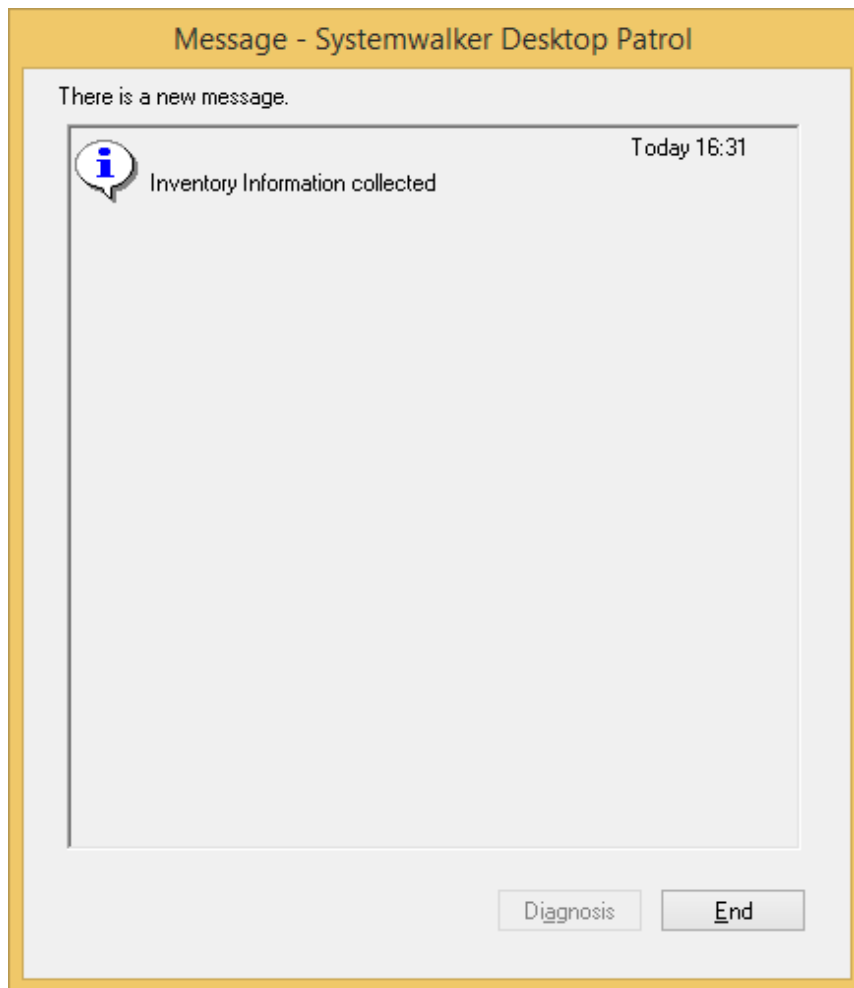 Message - Systemwalker Desktop Patrol
There is a new message.
Today 16:31
Inventory Information collected
Diagnosis
End